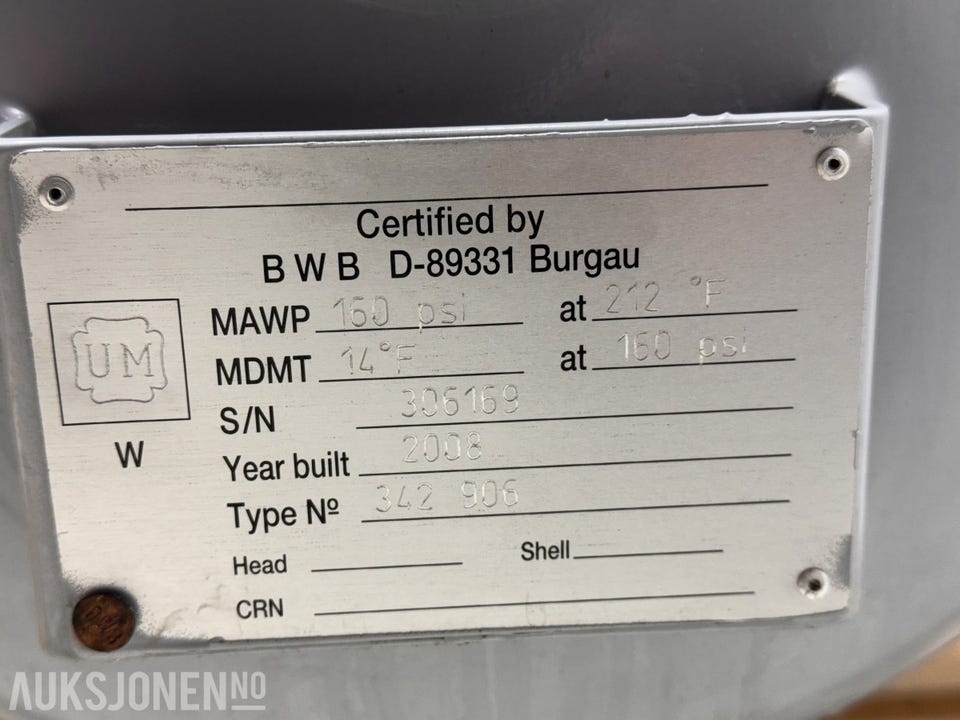 Certified by
B W B D-89331 Burgau
MAWP 160 psi at 212 °F
MDMT 14°F at 160 psi
UM
W
S/N 306169
Year built 2008
Type Nº 342 906
Head Shell
CRN
AUKSJONEN NO